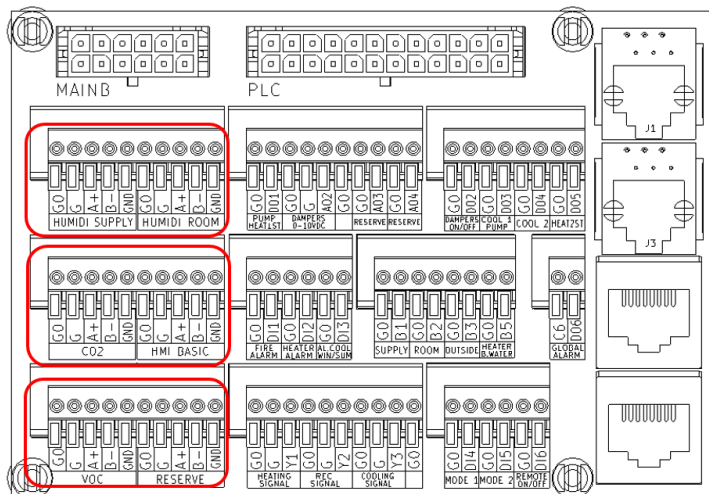 MAINB PLC
J1
G0 G A+ B- GND G0 G A+ B- GND
HUMIDI SUPPLY HUMIDI ROOM
G0 DO1 G0 G AO2 G0 G0 AO3 G0 AO4
PUMP HEAT1ST DAMPERS 0-10VDC RESERVE RESERVE
G0 DO2 G0 DO3 G0 DO4 G0 DO5
DAMPERS ON/OFF COOL 1 PUMP COOL 2 HEAT2ST
J3
G0 G A+ B- GND G0 G A+ B- GND
CO2 HMI BASIC
G0 DI1 G0 DI2 G0 DI3
FIRE ALARM HEATER ALARM AL COOL WIN/SUM
G0 B1 G0 B2 G0 B3 G0 B5
SUPPLY ROOM OUTSIDE HEATER B.WATER
C6 DO6
GLOBAL ALARM
G0 G A+ B- GND G0 G A+ B- GND
VOC RESERVE
G0 G Y1 G0 G Y2 G0 G Y3 G0
HEATING SIGNAL REC SIGNAL COOLING SIGNAL
G0 DI4 G0 DI5 G0 DI6
MODE 1 MODE 2 REMOTE ON/OFF